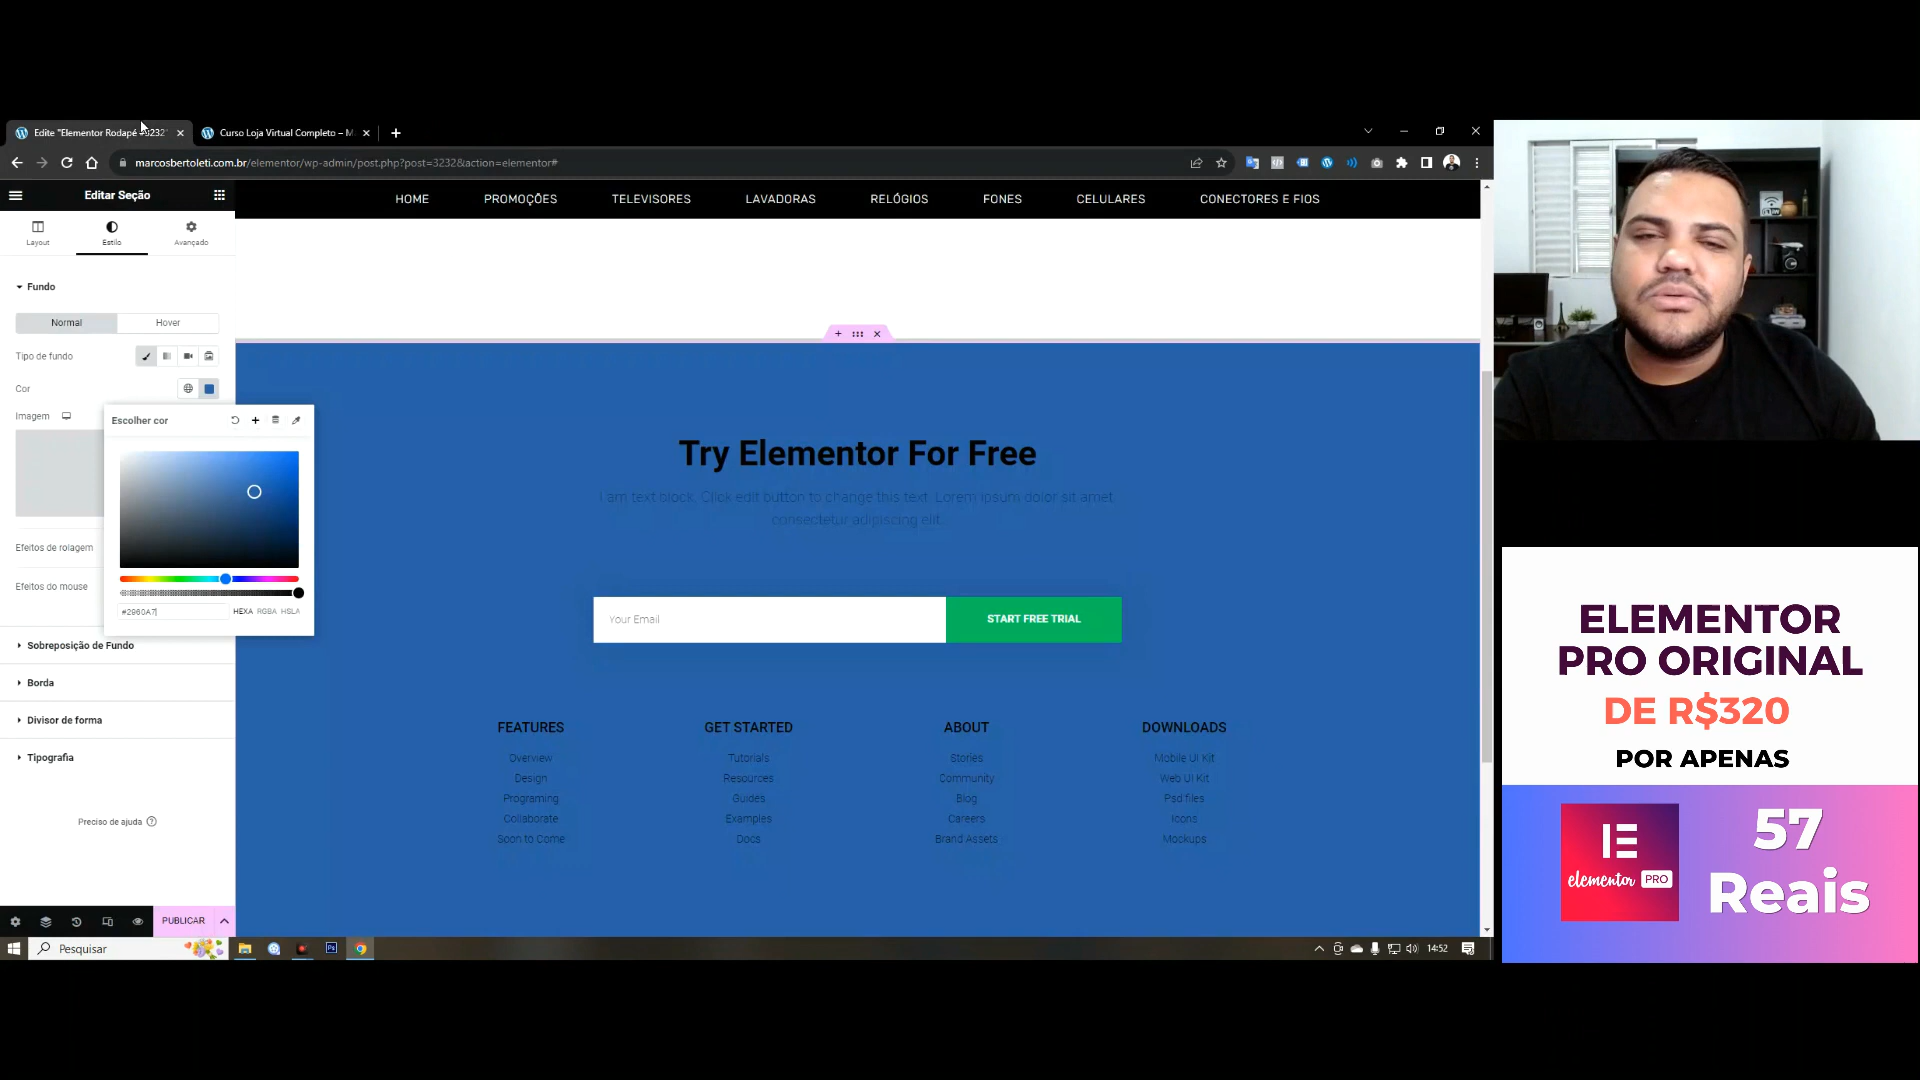 Edite "Elementor Rodapé #3232"
Curso Loja Virtual Completo – M
marcosbertoleti.com.br/elementor/wp-admin/post.php?post=3232&action=elementor#
Editar Seção
HOME PROMOÇÕES TELEVISORES LAVADORAS RELÓGIOS FONES CELULARES CONECTORES E FIOS
Layout Estilo Avançado
Fundo
Normal Hover
Tipo de fundo
Cor
Imagem
Escolher cor
Efeitos de rolagem
Efeitos do mouse
#2960A7 HEXA RGBA HSLA
Sobreposição de Fundo
Borda
Divisor de forma
Tipografia
Preciso de ajuda
PUBLICAR
Try Elementor For Free
I am text block. Click edit button to change this text. Lorem ipsum dolor sit amet
consectetur adipiscing elit
Your Email START FREE TRIAL
FEATURES GET STARTED ABOUT DOWNLOADS
Overview Tutorials Stories Mobile UI Kit
Design Resources Community Web UI Kit
Programing Guides Blog Psd files
Collaborate Examples Careers Icons
Soon to Come Docs Brand Assets Mockups
Pesquisar
Ps
14:52
ELEMENTOR
PRO ORIGINAL
DE R$320
POR APENAS
elementor PRO
57
Reais